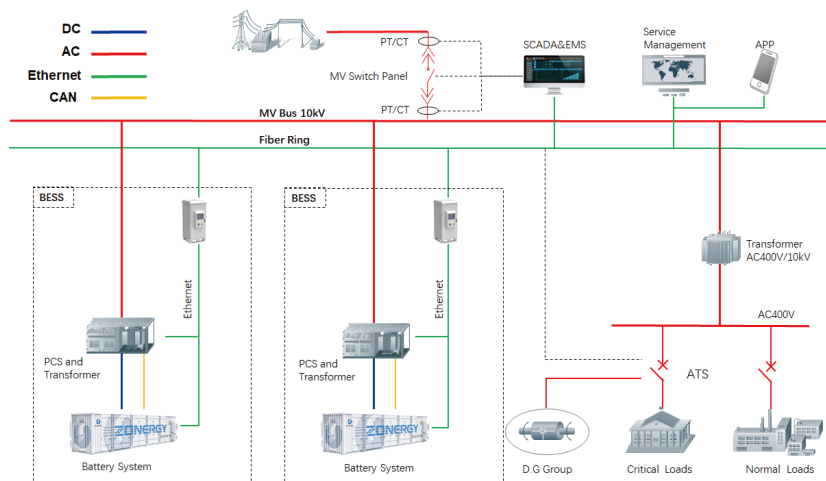 DC
AC
Ethernet
CAN
PT/CT
MV Switch Panel
PT/CT
SCADA&EMS
Service
Management
APP
MV Bus 10kV
Fiber Ring
BESS
Ethernet
PCS and
Transformer
ZONERGY
Battery System
BESS
Ethernet
PCS and
Transformer
ZONERGY
Battery System
Transformer
AC400V/10kV
AC400V
ATS
D.G Group
Critical Loads
Normal Loads